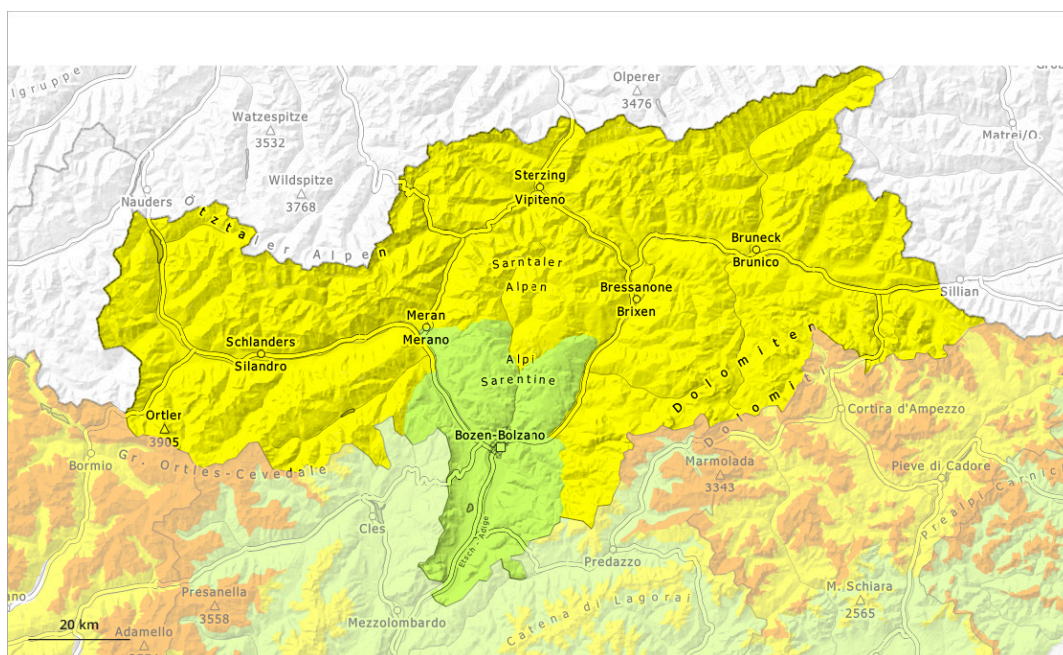 Olperer
3476
Matrei/O.
Watzespitze
3532
Wildspitze
3768
Nauders
Ötztaler Alpen
Sterzing
Vipiteno
Bruneck
Brunico
Sillian
Sarntaler
Alpen
Bressanone
Brixen
Meran
Merano
Schlanders
Silandro
Alpi
Sarentine
Dolomiten
Dolomiti
Ortler
3905
Cortira d'Ampezzo
Bozen-Bolzano
Bormio
Gr. Ortles-Cevedale
Marmolada
3343
Pieve di Cadore
Prealpi Carnic
Cles
Etsch - Adige
Predazzo
Presanella
3558
M. Schiara
2565
Mezzolombardo
Catena di Lagorai
20 km
Adamello